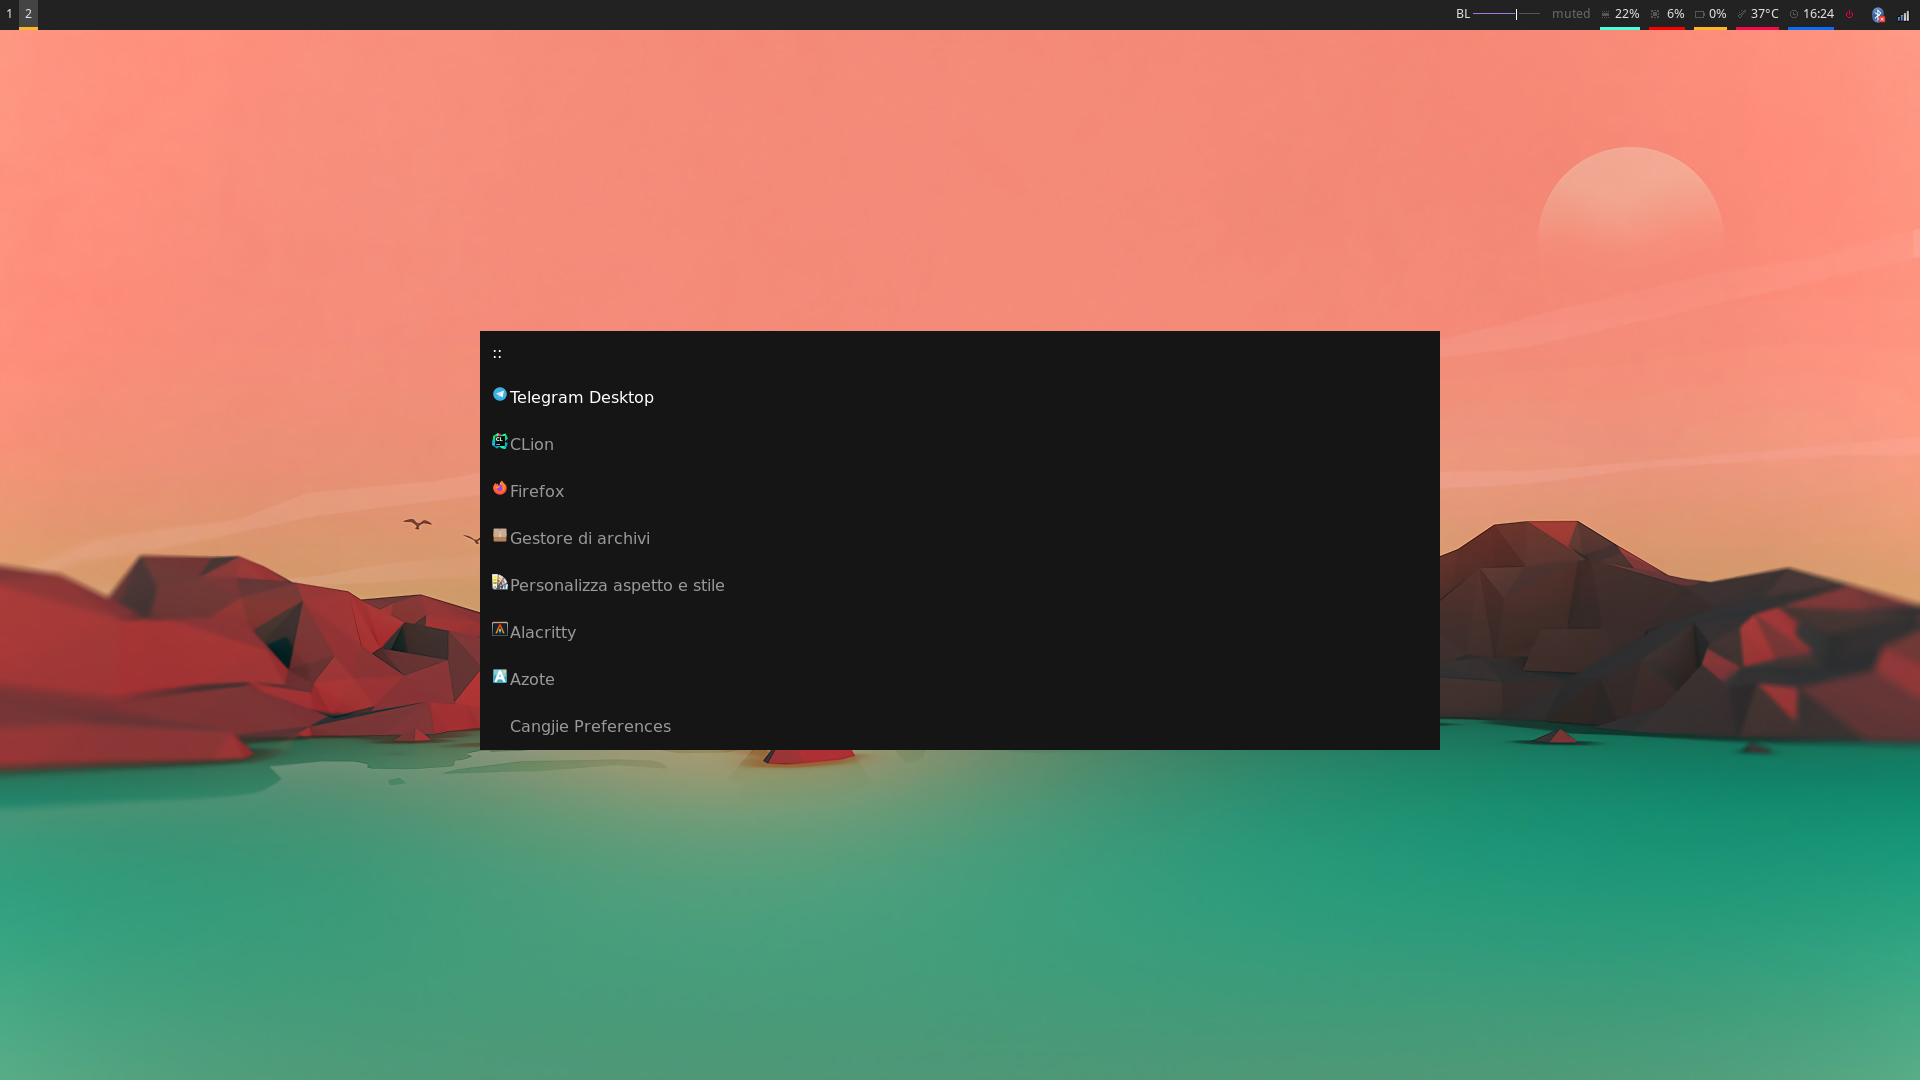 1 2 BL muted 22% 6% 0% 37°C 16:24
::
Telegram Desktop
CLion
Firefox
Gestore di archivi
Personalizza aspetto e stile
Alacritty
Azote
Cangjie Preferences